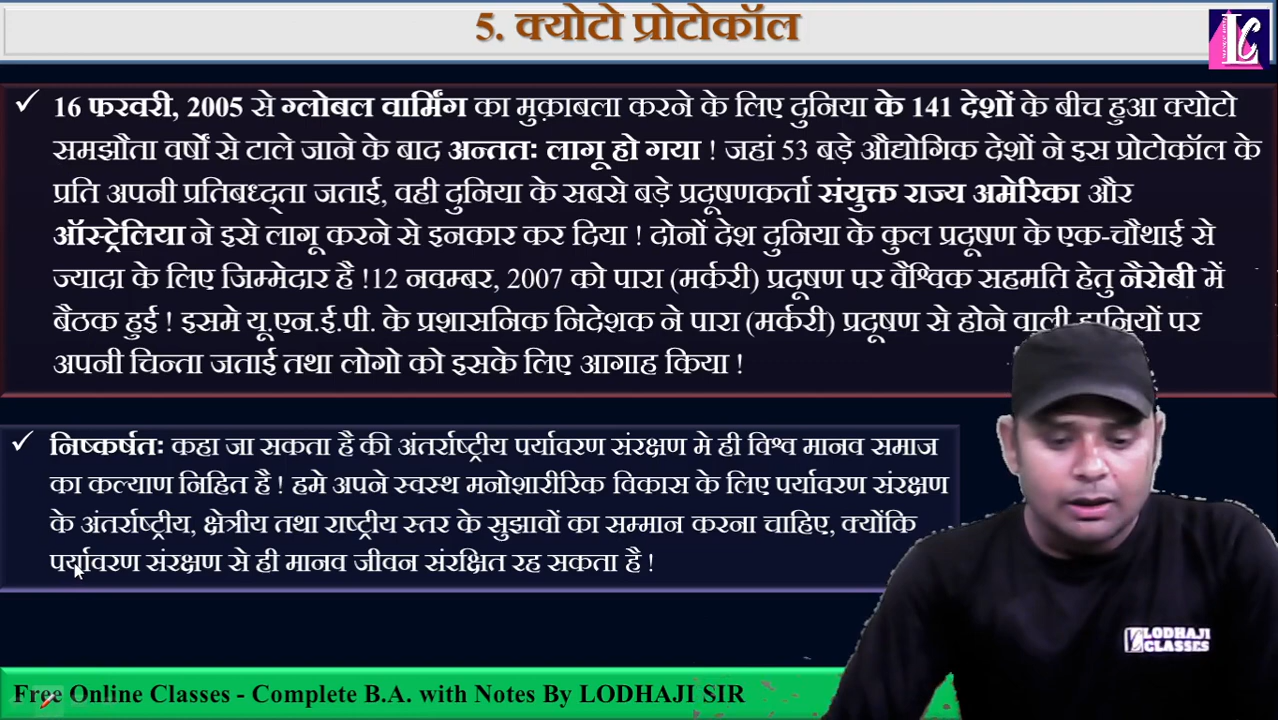 5. क्योटो प्रोटोकॉल
LC
✓ 16 फरवरी, 2005 से ग्लोबल वार्मिंग का मुक़ाबला करने के लिए दुनिया के 141 देशों के बीच हुआ क्योटो
समझौता वर्षों से टाले जाने के बाद अन्ततः लागू हो गया ! जहां 53 बड़े औद्योगिक देशों ने इस प्रोटोकॉल के
प्रति अपनी प्रतिबध्द्ता जताई, वही दुनिया के सबसे बड़े प्रदूषणकर्ता संयुक्त राज्य अमेरिका और
ऑस्ट्रेलिया ने इसे लागू करने से इनकार कर दिया ! दोनों देश दुनिया के कुल प्रदूषण के एक-चौथाई से
ज्यादा के लिए जिम्मेदार है !12 नवम्बर, 2007 को पारा (मर्करी) प्रदूषण पर वैश्विक सहमति हेतु नैरोबी में
बैठक हुई ! इसमे यू.एन.ई.पी. के प्रशासनिक निदेशक ने पारा (मर्करी) प्रदूषण से होने वाली हानियों पर
अपनी चिन्ता जताई तथा लोगो को इसके लिए आगाह किया !
✓ निष्कर्षतः कहा जा सकता है की अंतर्राष्ट्रीय पर्यावरण संरक्षण मे ही विश्व मानव समाज
का कल्याण निहित है ! हमे अपने स्वस्थ मनोशारीरिक विकास के लिए पर्यावरण संरक्षण
के अंतर्राष्ट्रीय, क्षेत्रीय तथा राष्ट्रीय स्तर के सुझावों का सम्मान करना चाहिए, क्योंकि
पर्यावरण संरक्षण से ही मानव जीवन संरक्षित रह सकता है !
LODHAJI
CLASSES
Free Online Classes - Complete B.A. with Notes By LODHAJI SIR